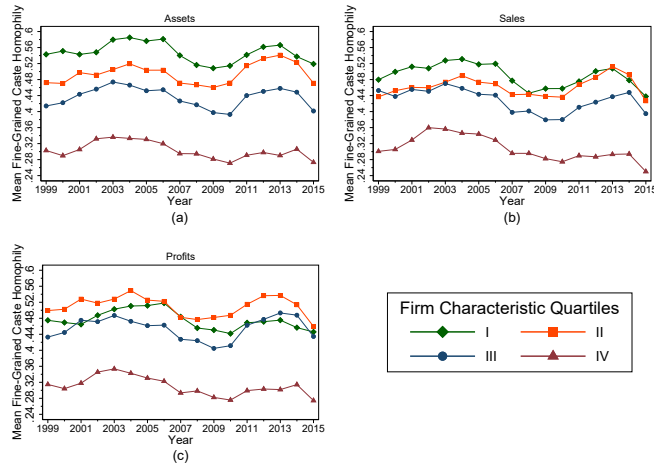 Assets
Mean Fine-Grained Caste Homophily
.24 .28 .32 .36 .4 .44 .48 .52 .56 .6
1999 2001 2003 2005 2007 2009 2011 2013 2015
Year
(a)
Sales
Mean Fine-Grained Caste Homophily
.24 .28 .32 .36 .4 .44 .48 .52 .56 .6
1999 2001 2003 2005 2007 2009 2011 2013 2015
Year
(b)
Profits
Mean Fine-Grained Caste Homophily
.24 .28 .32 .36 .4 .44 .48 .52 .56 .6
1999 2001 2003 2005 2007 2009 2011 2013 2015
Year
(c)
Firm Characteristic Quartiles
I II
III IV